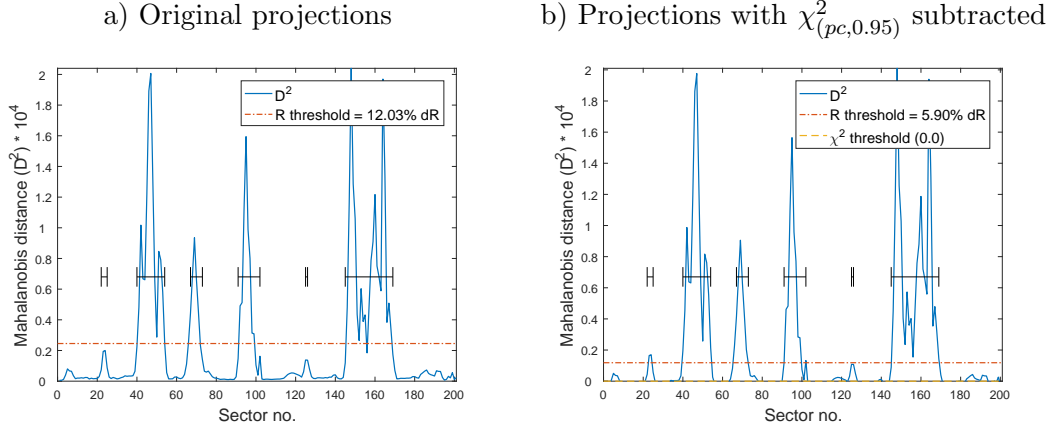 a) Original projections
b) Projections with χ²(pc,0.95) subtracted
Mahalanobis distance (D²) * 10⁴
2
1.8
1.6
1.4
1.2
1
0.8
0.6
0.4
0.2
0
0 20 40 60 80 100 120 140 160 180 200
Sector no.
D²
R threshold = 12.03% dR
Mahalanobis distance (D²) * 10⁴
2
1.8
1.6
1.4
1.2
1
0.8
0.6
0.4
0.2
0
0 20 40 60 80 100 120 140 160 180 200
Sector no.
D²
R threshold = 5.90% dR
χ² threshold (0.0)